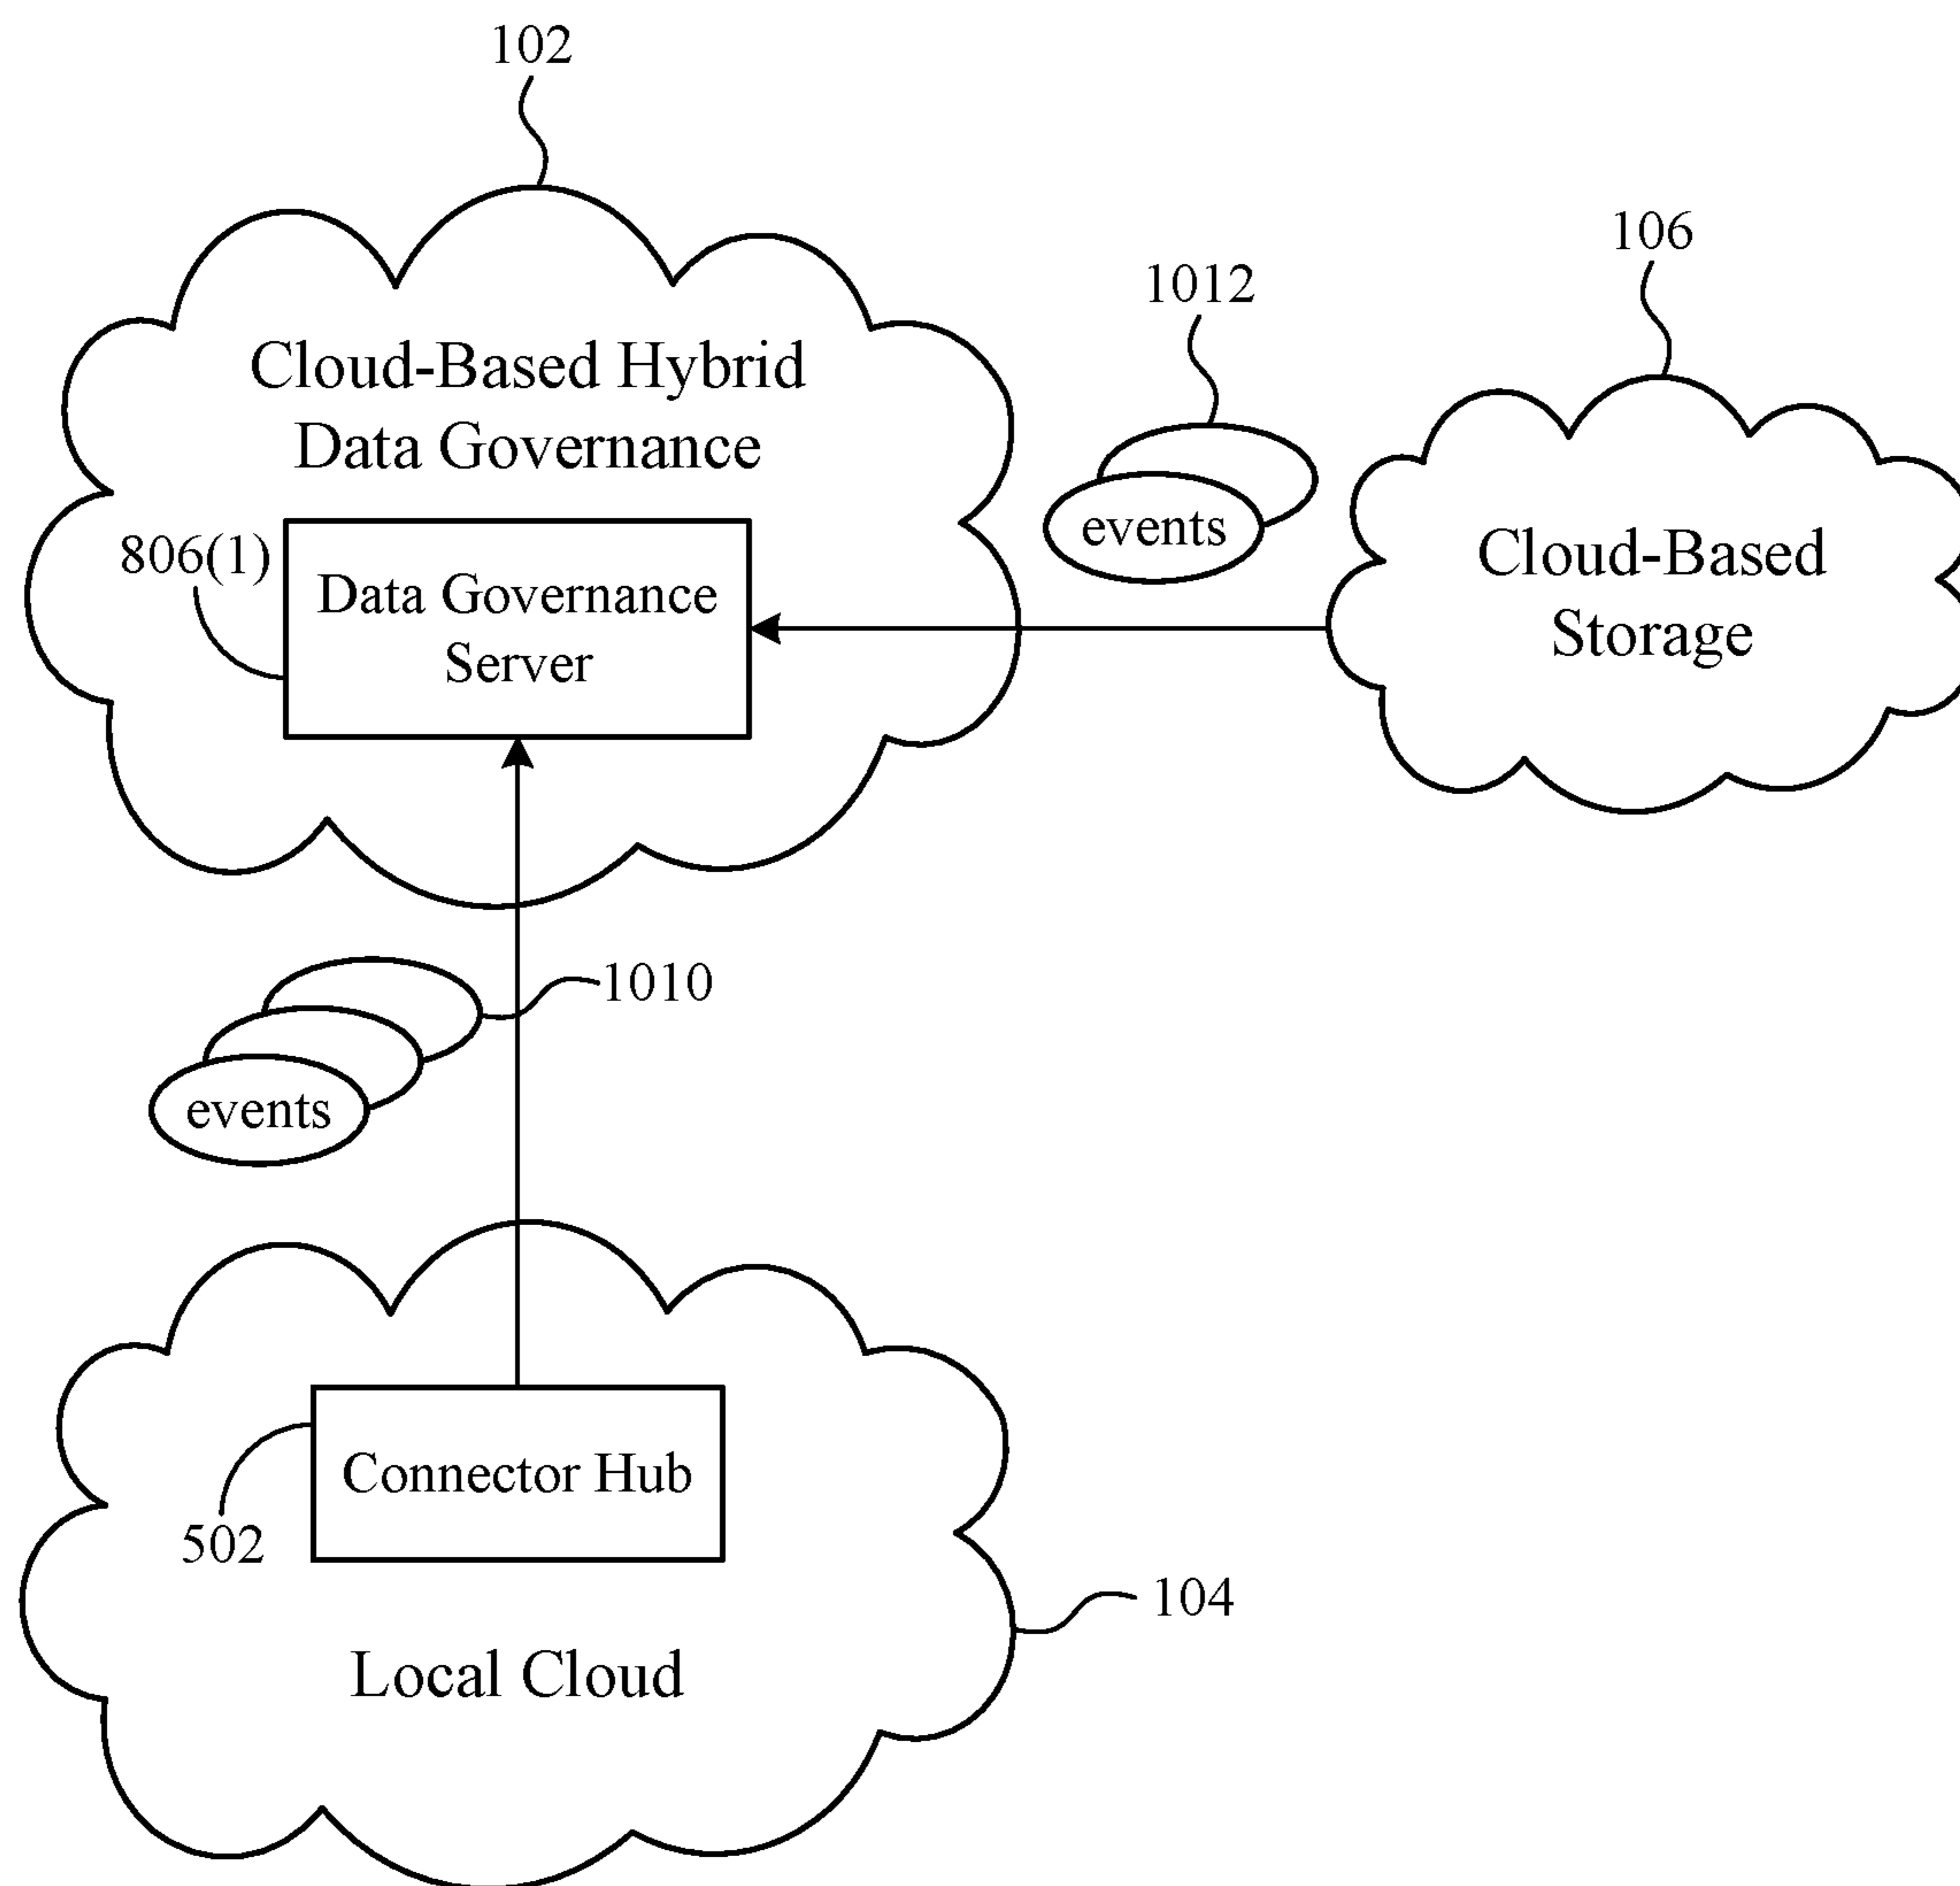 102
106
1012
Cloud-Based Hybrid
Data Governance
events
Cloud-Based
Storage
806(1)
Data Governance
Server
1010
events
Connector Hub
502
104
Local Cloud